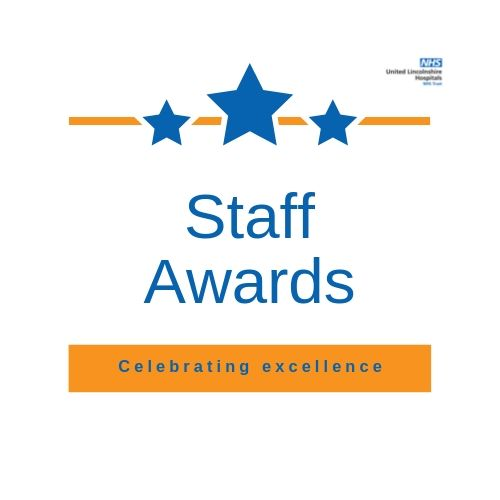 NHS
United Lincolnshire
Hospitals
NHS Trust
Staff
Awards
Celebrating excellence